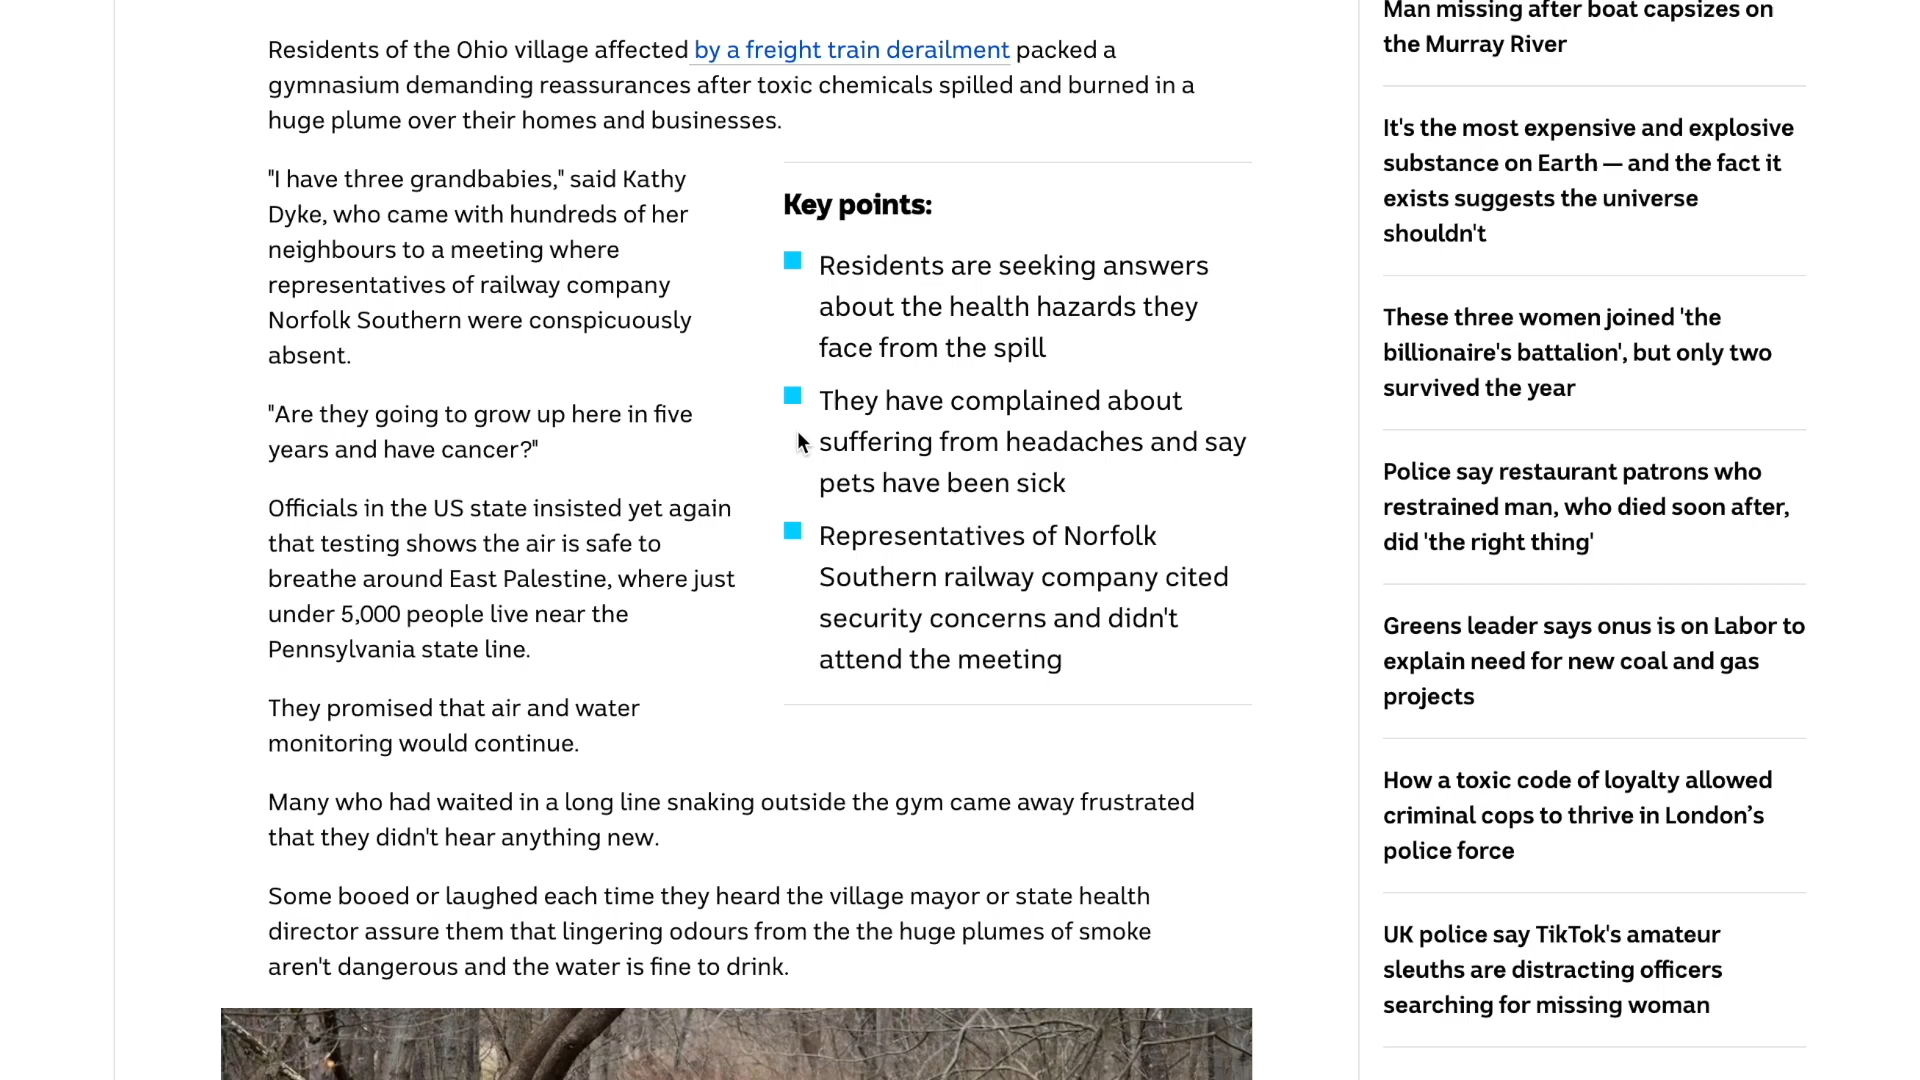 Residents of the Ohio village affected by a freight train derailment packed a
gymnasium demanding reassurances after toxic chemicals spilled and burned in a
huge plume over their homes and businesses.
"I have three grandbabies," said Kathy
Dyke, who came with hundreds of her
neighbours to a meeting where
representatives of railway company
Norfolk Southern were conspicuously
absent.
"Are they going to grow up here in five
years and have cancer?"
Officials in the US state insisted yet again
that testing shows the air is safe to
breathe around East Palestine, where just
under 5,000 people live near the
Pennsylvania state line.
They promised that air and water
monitoring would continue.
Key points:
Residents are seeking answers
about the health hazards they
face from the spill
They have complained about
suffering from headaches and say
pets have been sick
Representatives of Norfolk
Southern railway company cited
security concerns and didn't
attend the meeting
Many who had waited in a long line snaking outside the gym came away frustrated
that they didn't hear anything new.
Some booed or laughed each time they heard the village mayor or state health
director assure them that lingering odours from the the huge plumes of smoke
aren't dangerous and the water is fine to drink.
Man missing after boat capsizes on
the Murray River
It's the most expensive and explosive
substance on Earth — and the fact it
exists suggests the universe
shouldn't
These three women joined 'the
billionaire's battalion', but only two
survived the year
Police say restaurant patrons who
restrained man, who died soon after,
did 'the right thing'
Greens leader says onus is on Labor to
explain need for new coal and gas
projects
How a toxic code of loyalty allowed
criminal cops to thrive in London’s
police force
UK police say TikTok's amateur
sleuths are distracting officers
searching for missing woman